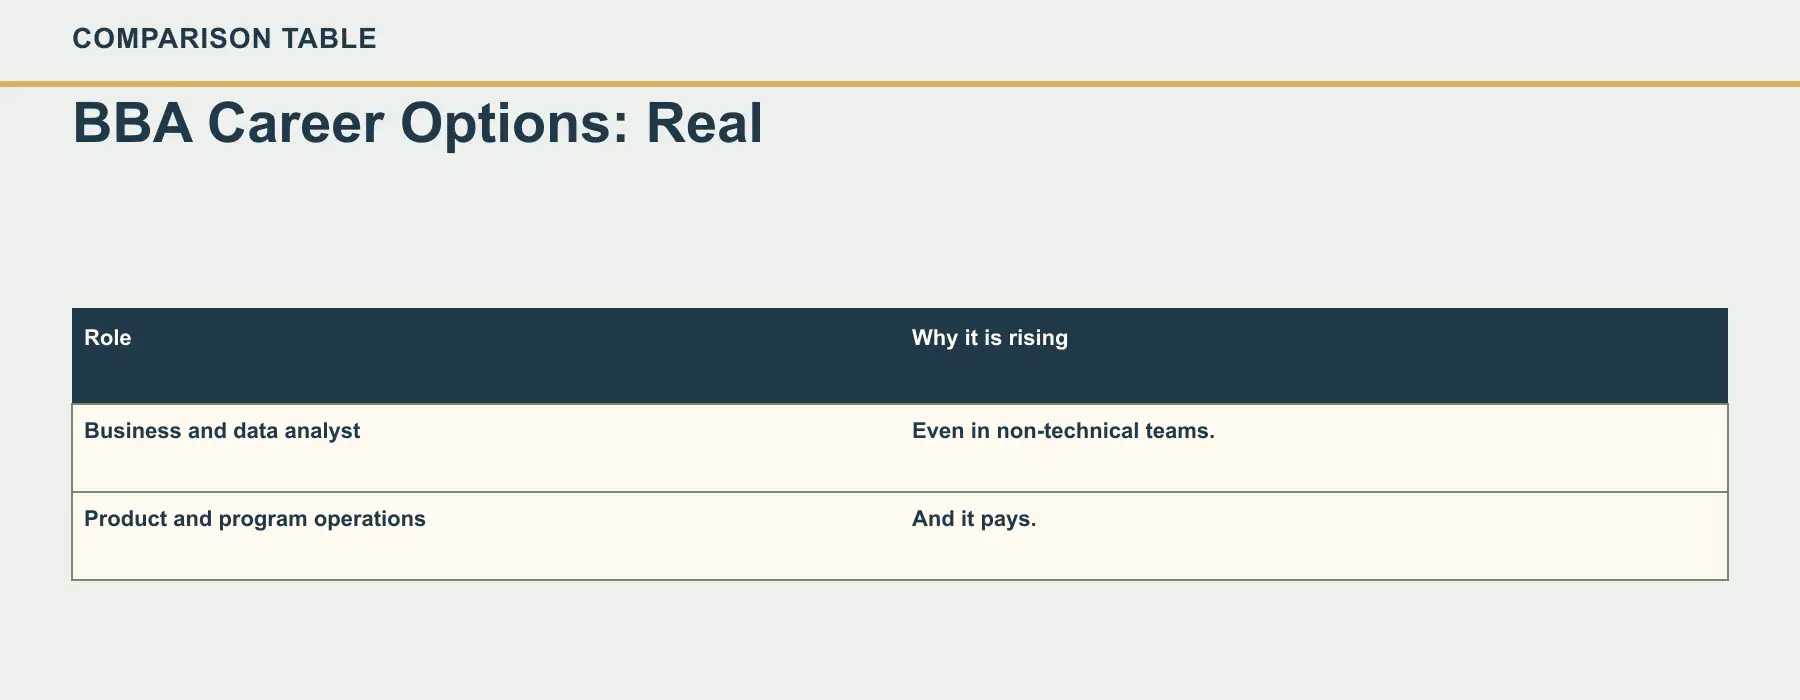 COMPARISON TABLE
BBA Career Options: Real
Role Why it is rising
Business and data analyst Even in non-technical teams.
Product and program operations And it pays.